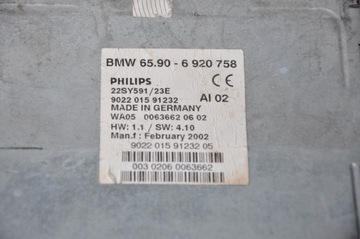 BMW 65.90 - 6 920 758
PHILIPS
CE
22SY591/23E
9022 015 91232
AI 02
MADE IN GERMANY
WA05 0063662 06 02
HW: 1.1 / SW: 4.10
Man.f : February 2002
9022 015 91232 05
003 0206 0063662